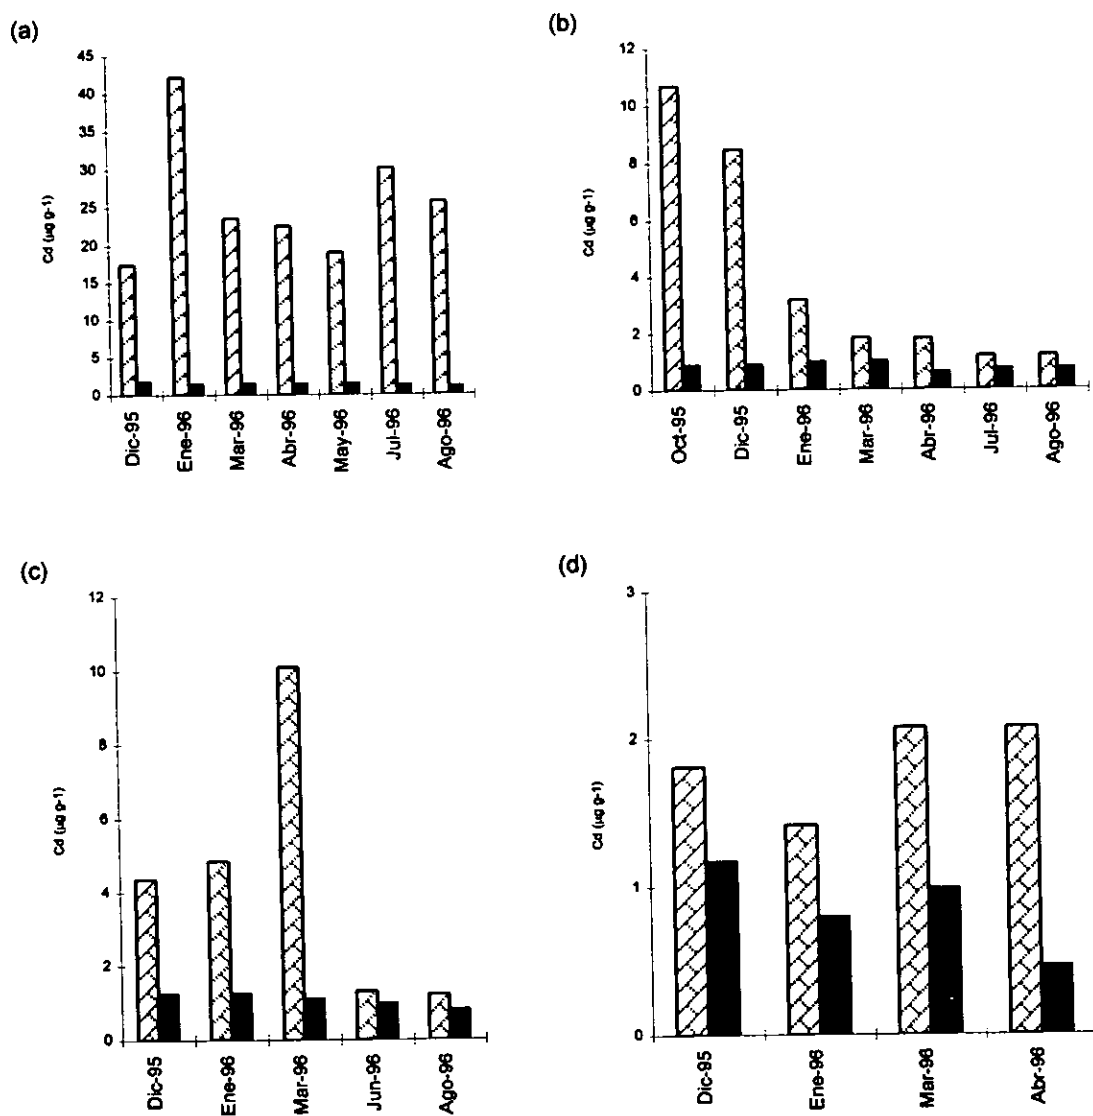 (a)
45
40
35
30
25
20
15
10
5
0
Cd (µg g-1)
Dic-95
Ene-96
Mar-96
Abr-96
May-96
Jul-96
Ago-96
(b)
12
10
8
6
4
2
0
Cd (µg g-1)
Oct-95
Dic-95
Ene-96
Mar-96
Abr-96
Jul-96
Ago-96
(c)
12
10
8
6
4
2
0
Cd (µg g-1)
Dic-95
Ene-96
Mar-96
Jun-96
Ago-96
(d)
3
2
1
0
Cd (µg g-1)
Dic-95
Ene-96
Mar-96
Abr-96